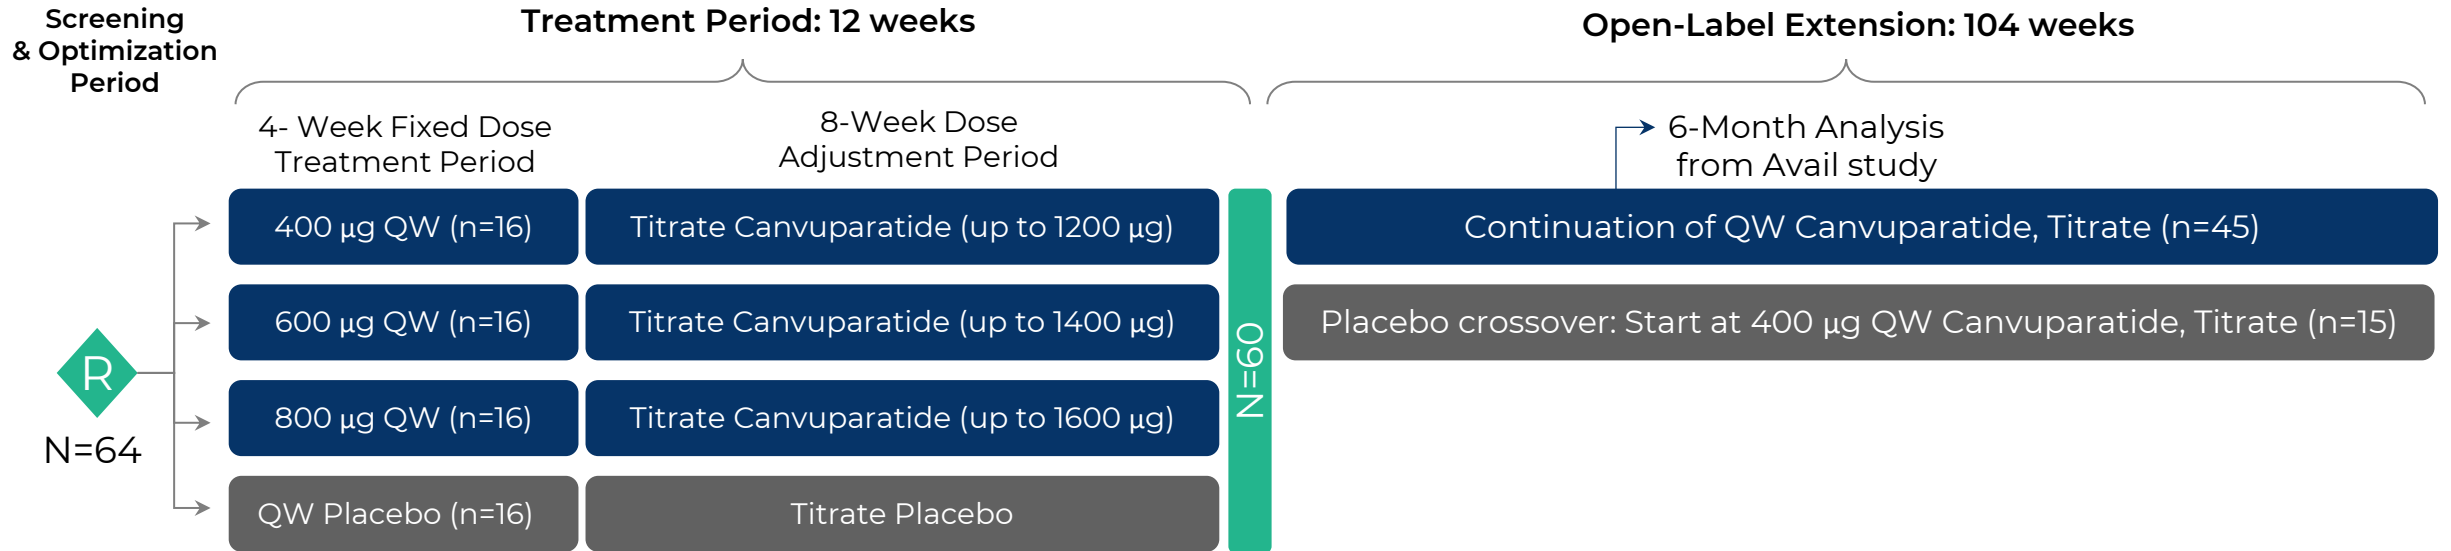 Screening
& Optimization
Period
Treatment Period: 12 weeks
Open-Label Extension: 104 weeks
4- Week Fixed Dose
Treatment Period
8-Week Dose
Adjustment Period
6-Month Analysis
from Avail study
R
N=64
400 µg QW (n=16)
Titrate Canvuparatide (up to 1200 µg)
600 µg QW (n=16)
Titrate Canvuparatide (up to 1400 µg)
800 µg QW (n=16)
Titrate Canvuparatide (up to 1600 µg)
QW Placebo (n=16)
Titrate Placebo
N=60
Continuation of QW Canvuparatide, Titrate (n=45)
Placebo crossover: Start at 400 µg QW Canvuparatide, Titrate (n=15)